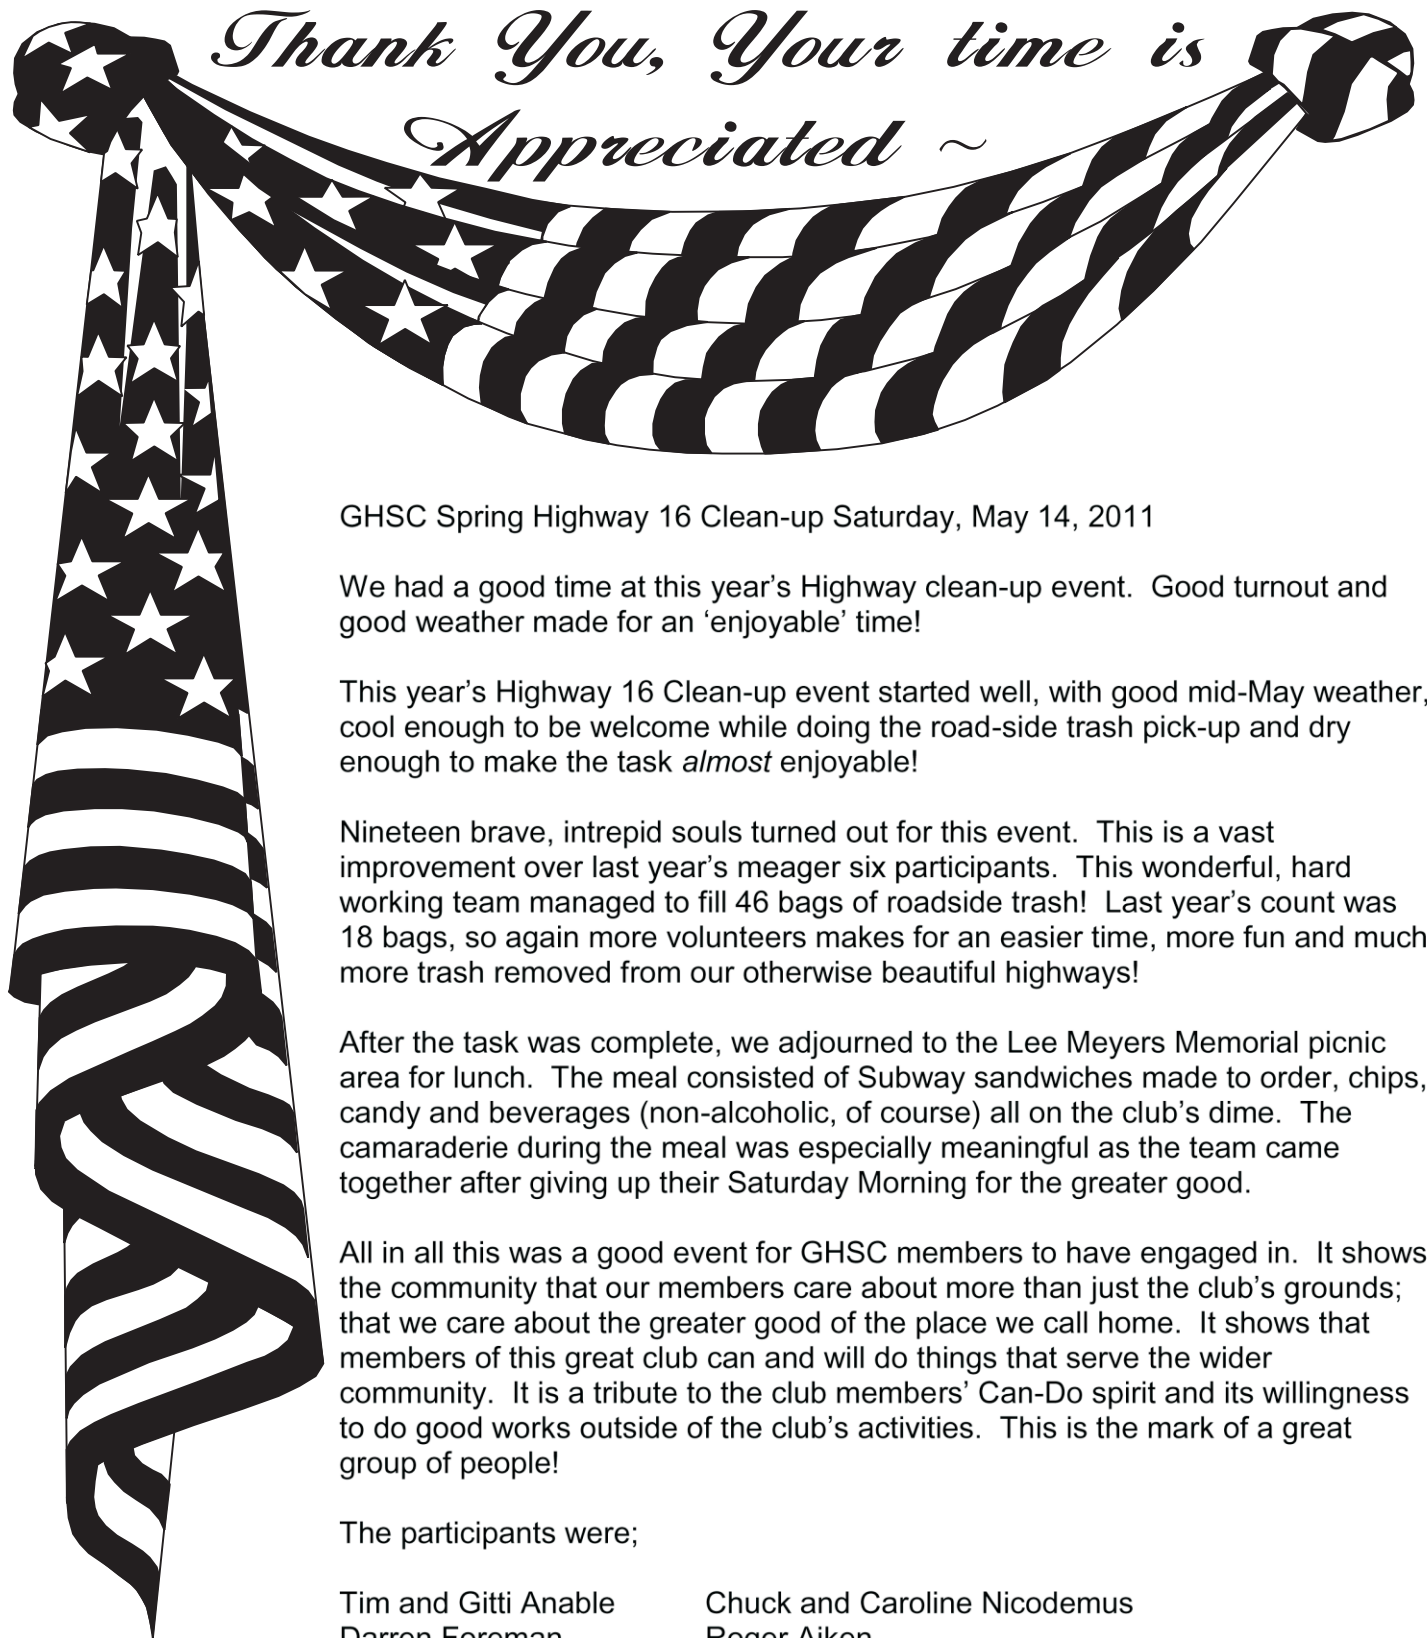 Thank You, Your time is
Appreciated ~
GHSC Spring Highway 16 Clean-up Saturday, May 14, 2011
We had a good time at this year’s Highway clean-up event.  Good turnout and
good weather made for an ‘enjoyable’ time!
This year’s Highway 16 Clean-up event started well, with good mid-May weather,
cool enough to be welcome while doing the road-side trash pick-up and dry
enough to make the task almost enjoyable!
Nineteen brave, intrepid souls turned out for this event.  This is a vast
improvement over last year’s meager six participants.  This wonderful, hard
working team managed to fill 46 bags of roadside trash!  Last year’s count was
18 bags, so again more volunteers makes for an easier time, more fun and much
more trash removed from our otherwise beautiful highways!
After the task was complete, we adjourned to the Lee Meyers Memorial picnic
area for lunch.  The meal consisted of Subway sandwiches made to order, chips,
candy and beverages (non-alcoholic, of course) all on the club’s dime.  The
camaraderie during the meal was especially meaningful as the team came
together after giving up their Saturday Morning for the greater good.
All in all this was a good event for GHSC members to have engaged in.  It shows
the community that our members care about more than just the club’s grounds;
that we care about the greater good of the place we call home.  It shows that
members of this great club can and will do things that serve the wider
community.  It is a tribute to the club members’ Can-Do spirit and its willingness
to do good works outside of the club’s activities.  This is the mark of a great
group of people!
The participants were;
Tim and Gitti Anable Chuck and Caroline Nicodemus
Darren Foreman Roger Aiken